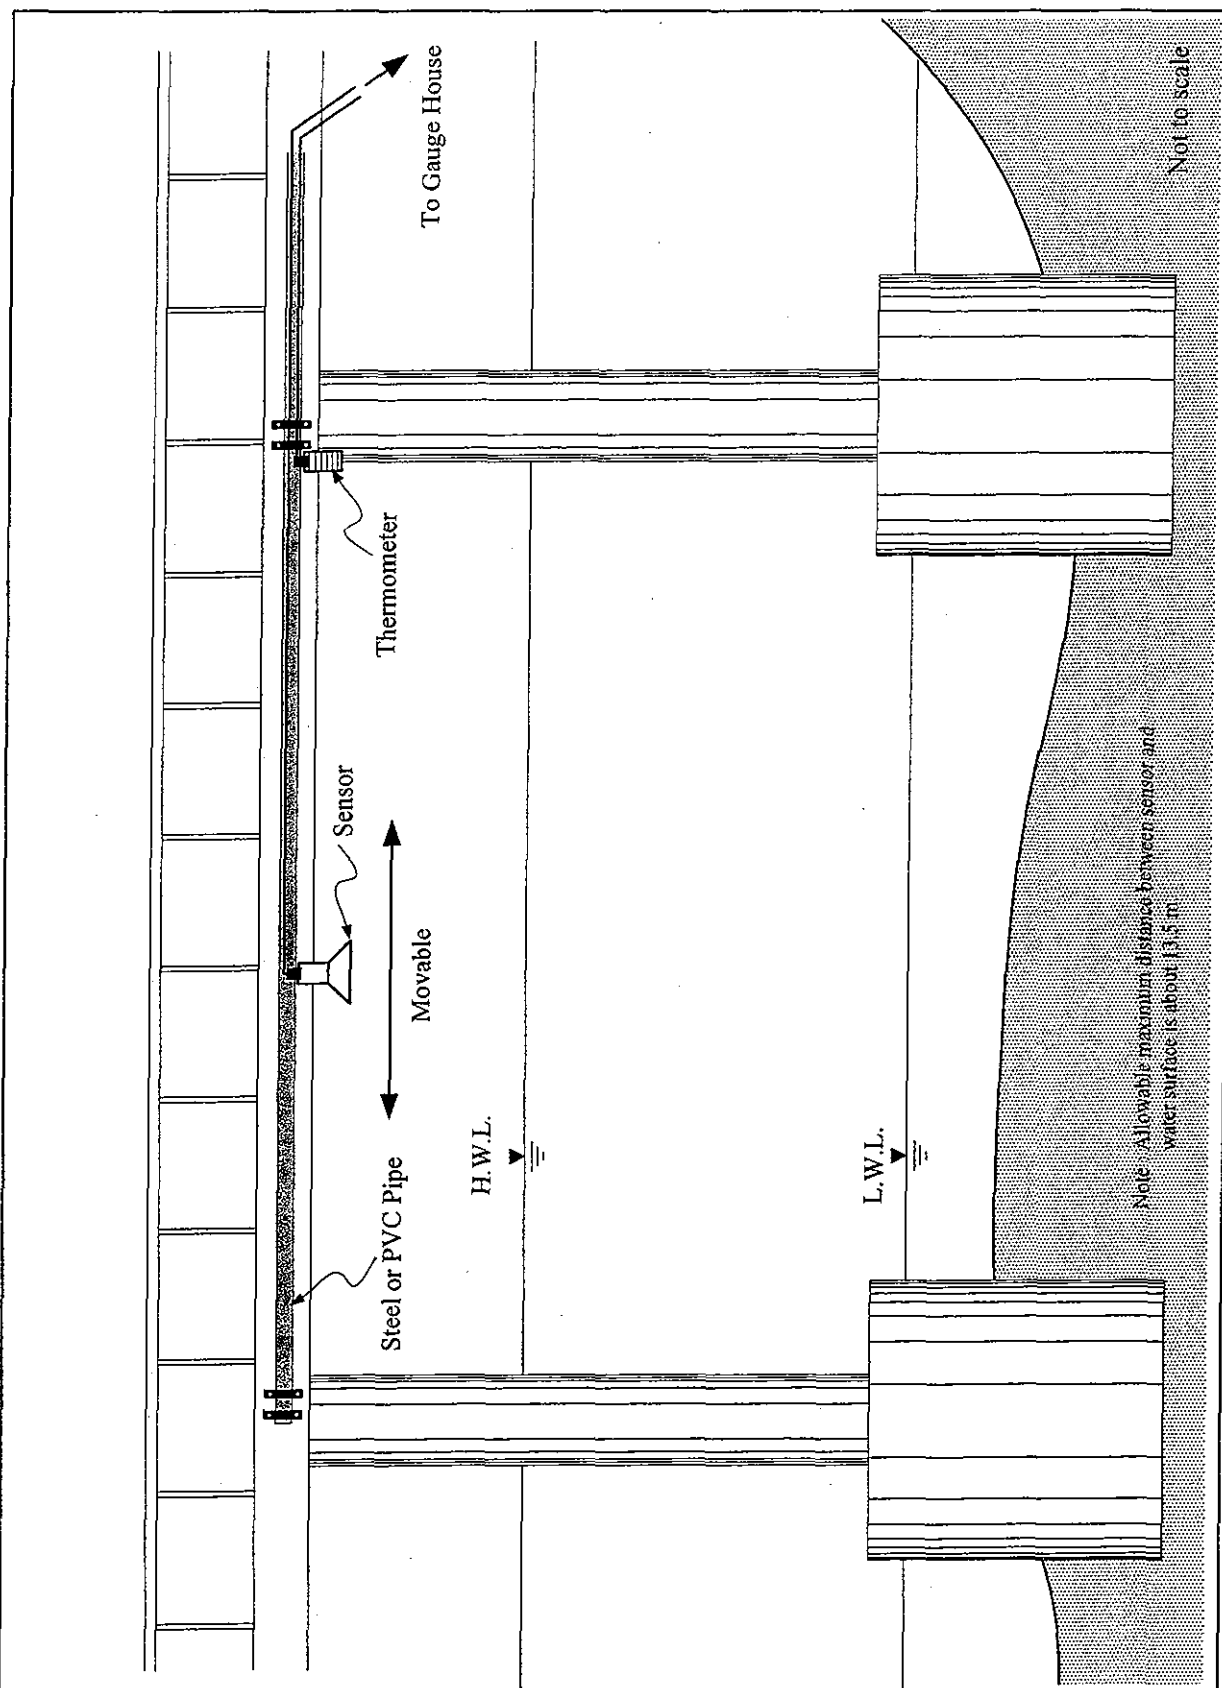 To Gauge House
Thermometer
Sensor
Movable
Steel or PVC Pipe
H.W.L.
L.W.L.
Note : Allowable maximum distance between sensor and
water surface is about 13.5 m
Not to scale